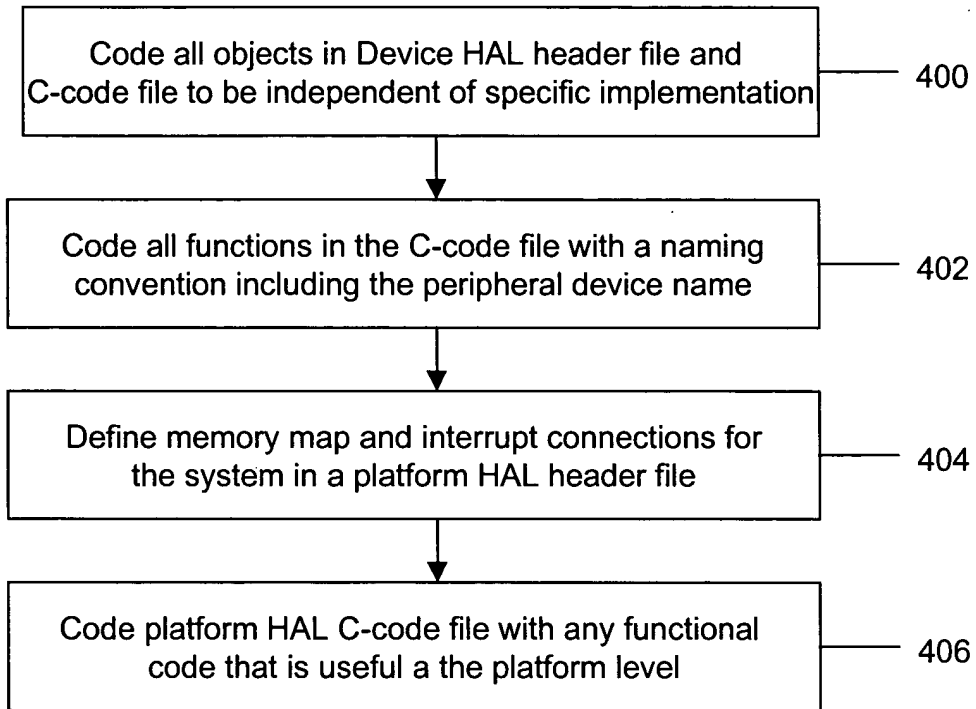 Code all objects in Device HAL header file and
C-code file to be independent of specific implementation
400
Code all functions in the C-code file with a naming
convention including the peripheral device name
402
Define memory map and interrupt connections for
the system in a platform HAL header file
404
Code platform HAL C-code file with any functional
code that is useful a the platform level
406